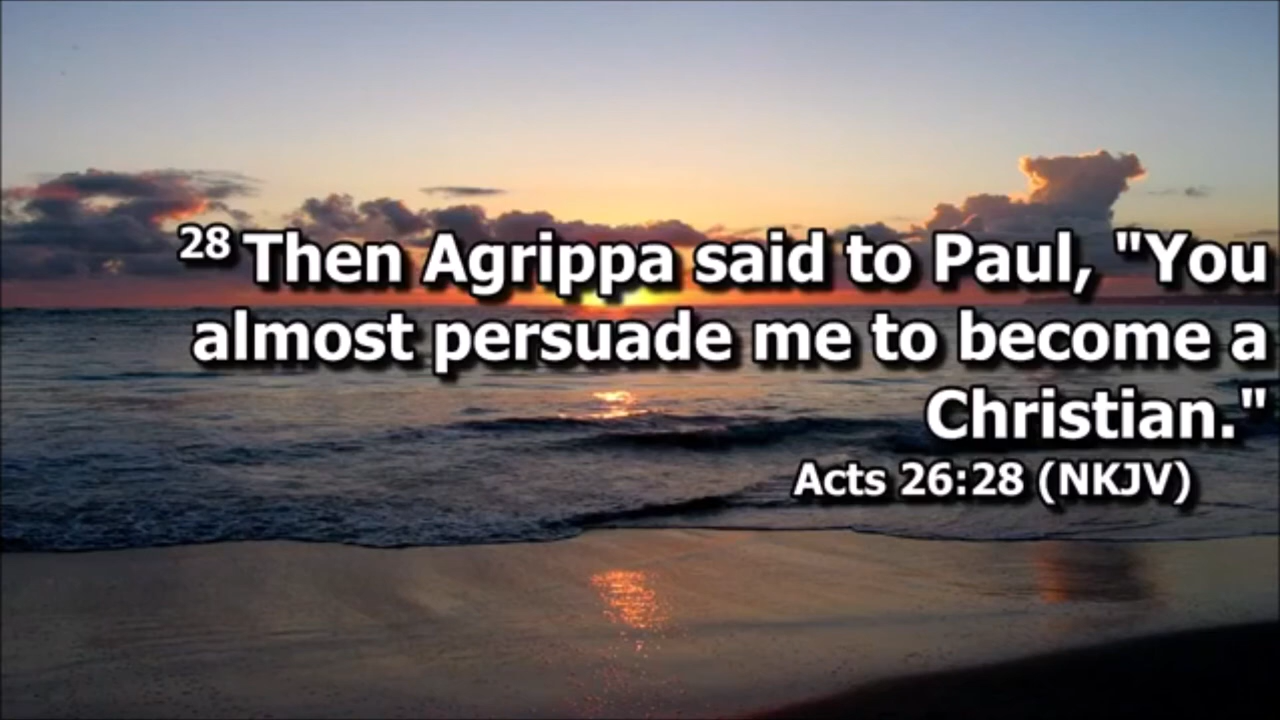 28 Then Agrippa said to Paul, "You
almost persuade me to become a
Christian."
Acts 26:28 (NKJV)